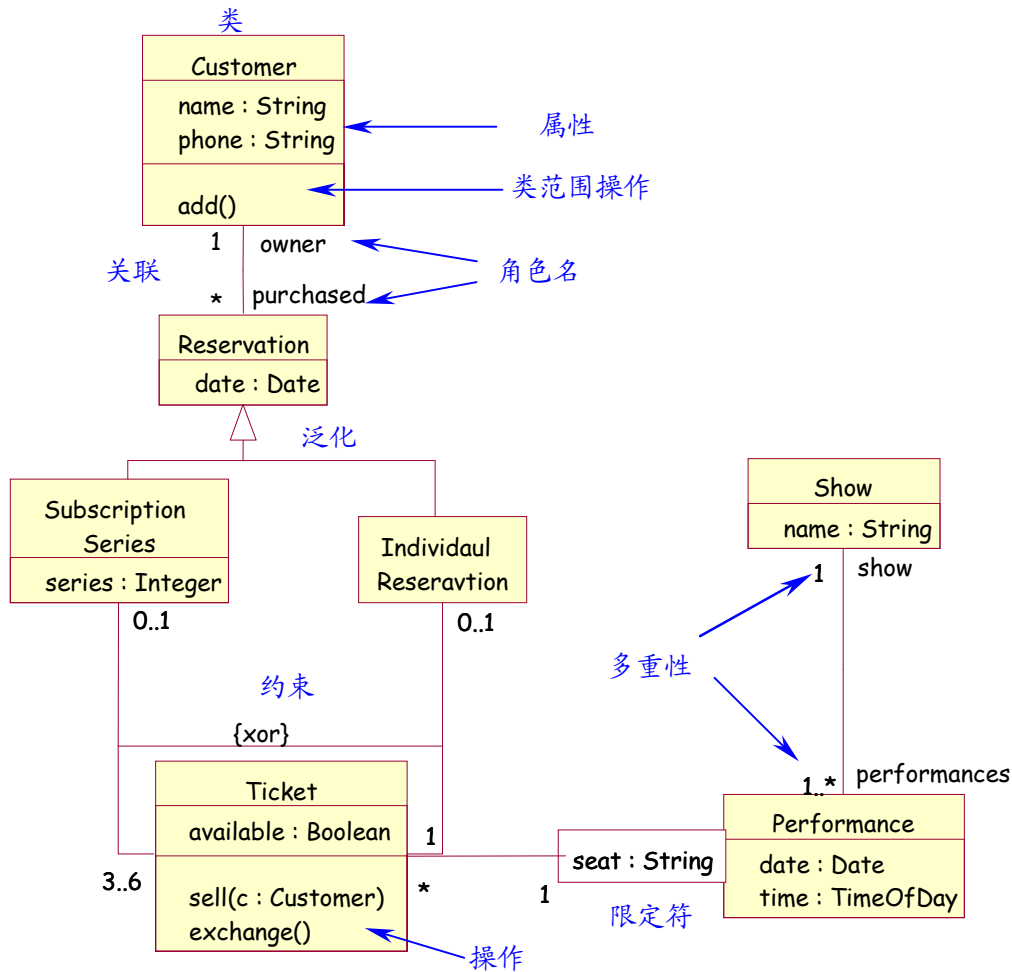 类
Customer
name : String
phone : String
属性
类范围操作
add()
1
owner
关联
角色名
*
purchased
Reservation
date : Date
泛化
Subscription
Series
series : Integer
Individaul
Reseravtion
Show
name : String
0..1
0..1
1
show
多重性
约束
{xor}
1..*
performances
Ticket
available : Boolean
1
3..6
*
sell(c : Customer)
exchange()
操作
seat : String
1
限定符
Performance
date : Date
time : TimeOfDay